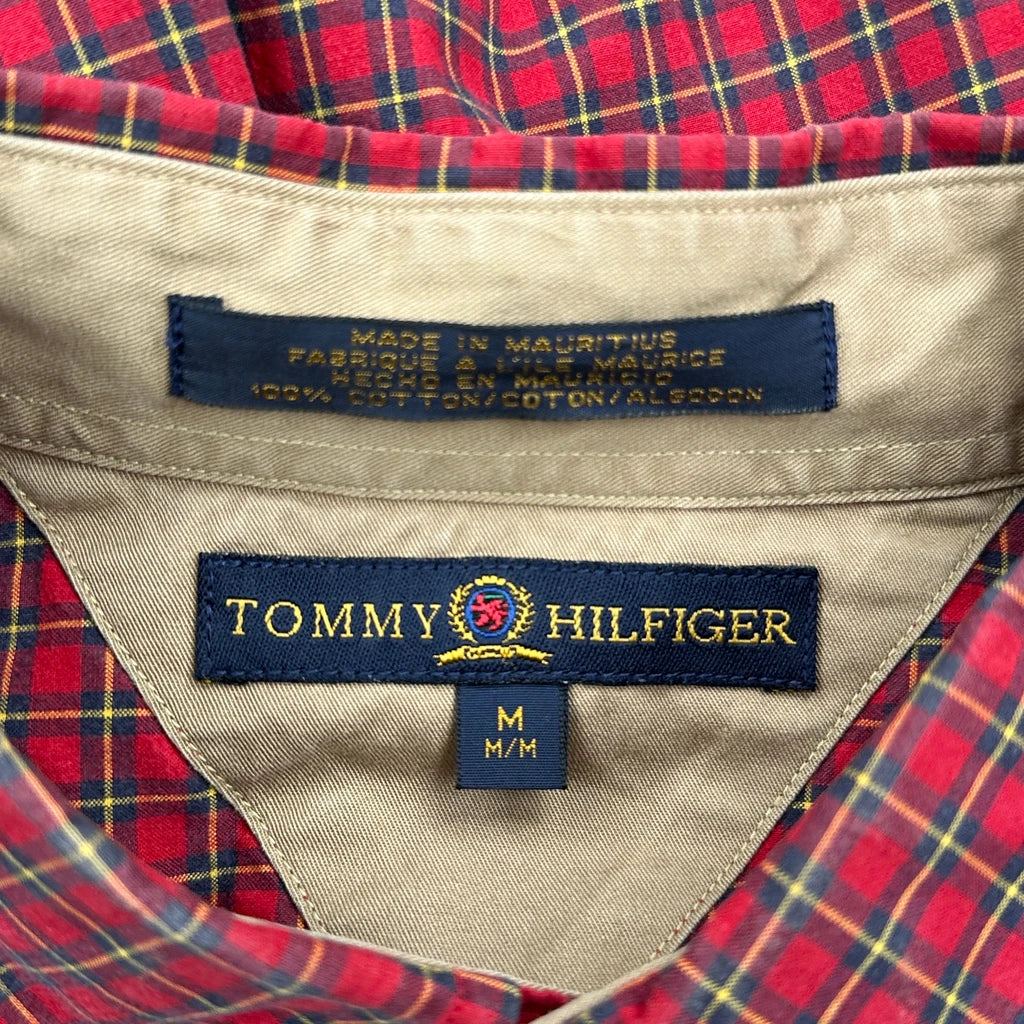 MADE IN MAURITIUS
FABRIQUE A L'ILE MAURICE
HECHO EN MAURICIO
100% COTTON/COTON/ALGODON
TOMMY HILFIGER
M
M/M